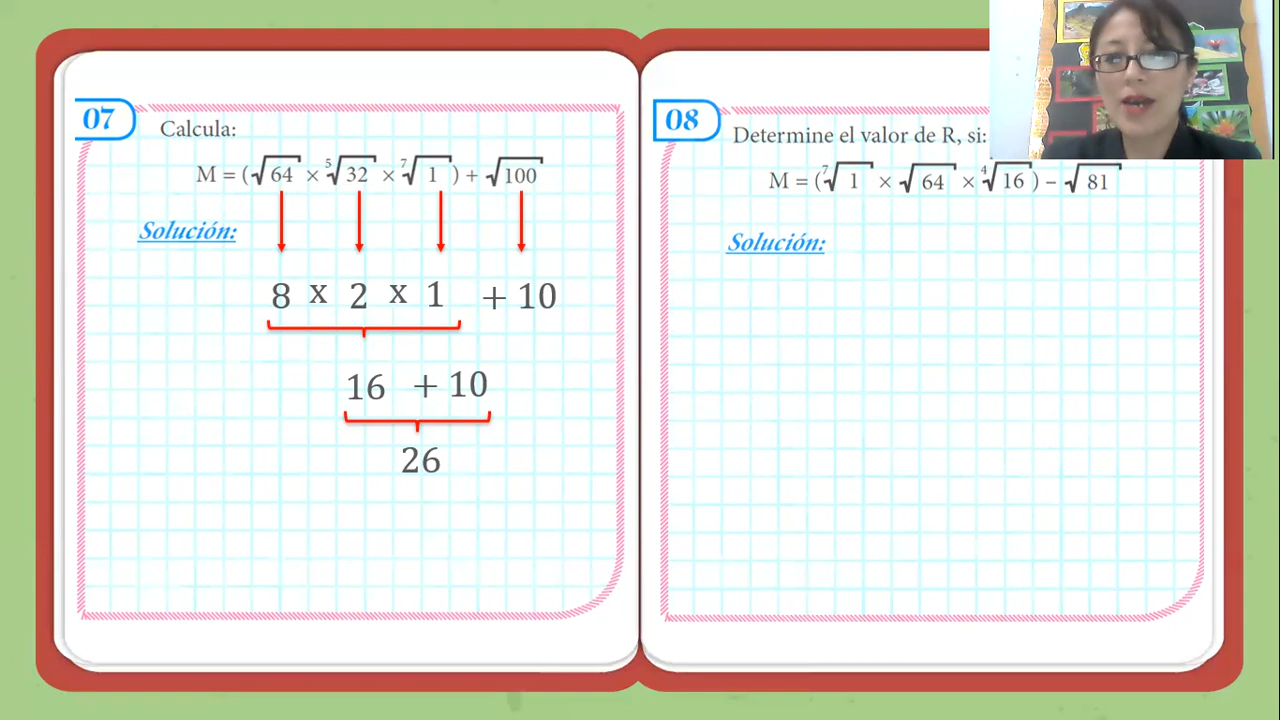 07
Calcula:
M = (√64 × ⁵√32 × ⁷√1 ) + √100
Solución:
8 x 2 x 1 + 10
16 + 10
26
08
Determine el valor de R, si:
M = (⁷√1 × √64 × ⁴√16 ) − √81
Solución: